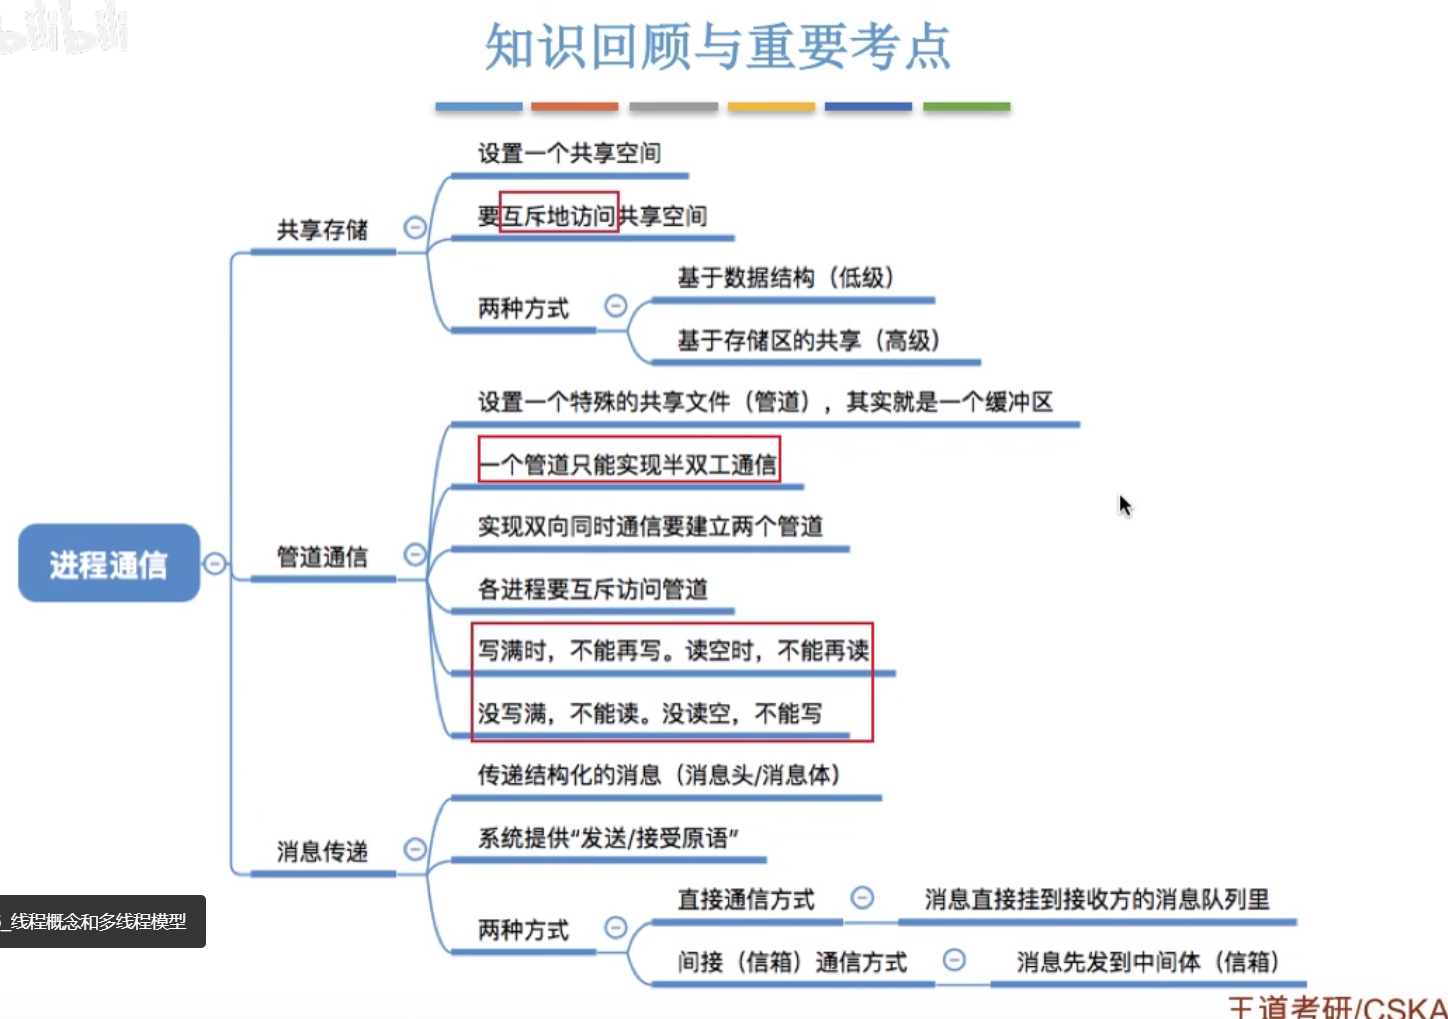 bilibili
知识回顾与重要考点
设置一个共享空间
要互斥地访问共享空间
共享存储
基于数据结构（低级）
两种方式
基于存储区的共享（高级）
设置一个特殊的共享文件（管道），其实就是一个缓冲区
一个管道只能实现半双工通信
实现双向同时通信要建立两个管道
进程通信
管道通信
各进程要互斥访问管道
写满时，不能再写。读空时，不能再读
没写满，不能读。没读空，不能写
传递结构化的消息（消息头/消息体）
系统提供“发送/接受原语”
消息传递
直接通信方式
消息直接挂到接收方的消息队列里
_线程概念和多线程模型
两种方式
间接（信箱）通信方式
消息先发到中间体（信箱）
王道考研/CSKA